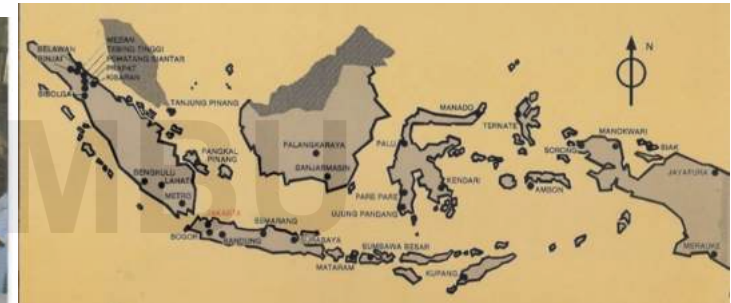 MEDAN
BELAWAN
TEBING TINGGI
BINJAI
PEMATANG SIANTAR
PRAPAT
KISARAN
SIBOLGA
TANJUNG PINANG
PANGKAL
PINANG
BENGKULU
LAHAT
METRO
JAKARTA
BOGOR
BANDUNG
SEMARANG
SURABAYA
MATARAM
SUMBAWA BESAR
KUPANG
PALANGKARAYA
BANJARMASIN
MANADO
PALU
PARE PARE
UJUNG PANDANG
KENDARI
TERNATE
AMBON
SORONG
MANOKWARI
BIAK
JAYAPURA
MERAUKE
N
MBU